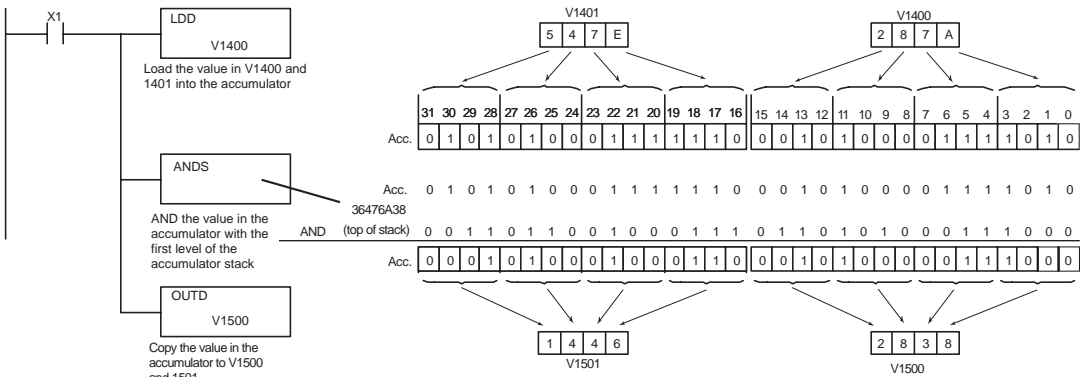 X1
LDD
V1400
Load the value in V1400 and
1401 into the accumulator
V1401
V1400
5 4 7 E
2 8 7 A
31 30 29 28 27 26 25 24 23 22 21 20 19 18 17 16
15 14 13 12 11 10 9 8 7 6 5 4 3 2 1 0
Acc. 0 1 0 1 0 1 0 0 0 1 1 1 1 1 1 0 0 0 1 0 1 0 0 0 0 1 1 1 1 0 1 0
ANDS
Acc. 0 1 0 1 0 1 0 0 0 1 1 1 1 1 1 0 0 0 1 0 1 0 0 0 0 1 1 1 1 0 1 0
36476A38
AND (top of stack) 0 0 1 1 0 1 1 0 0 1 0 0 0 1 1 1 0 1 1 0 1 0 1 0 0 0 1 1 1 0 0 0
AND the value in the
accumulator with the
first level of the
accumulator stack
Acc. 0 0 0 1 0 1 0 0 0 1 0 0 0 1 1 0 0 0 1 0 1 0 0 0 0 0 1 1 1 0 0 0
OUTD
V1500
Copy the value in the
accumulator to V1500
and 1501
1 4 4 6
2 8 3 8
V1501
V1500